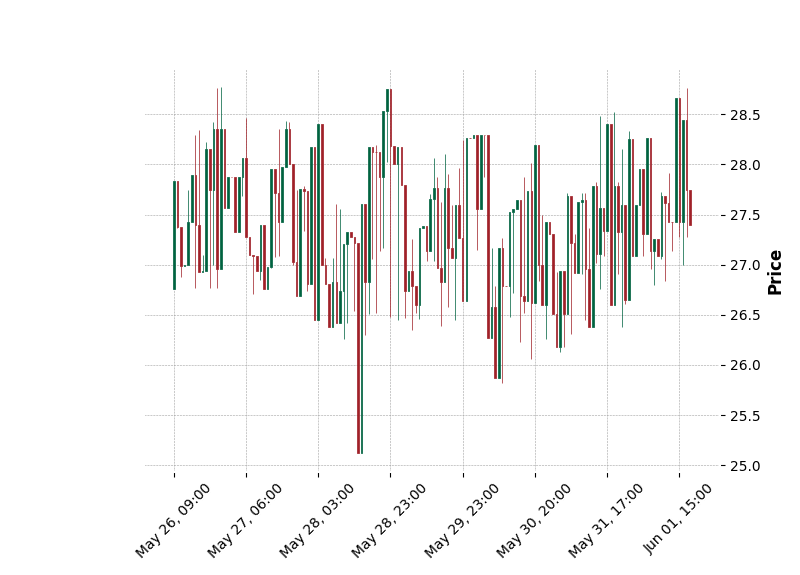 28.5
28.0
27.5
27.0
26.5
26.0
25.5
25.0
Price
May 26, 09:00
May 27, 06:00
May 28, 03:00
May 28, 23:00
May 29, 23:00
May 30, 20:00
May 31, 17:00
Jun 01, 15:00